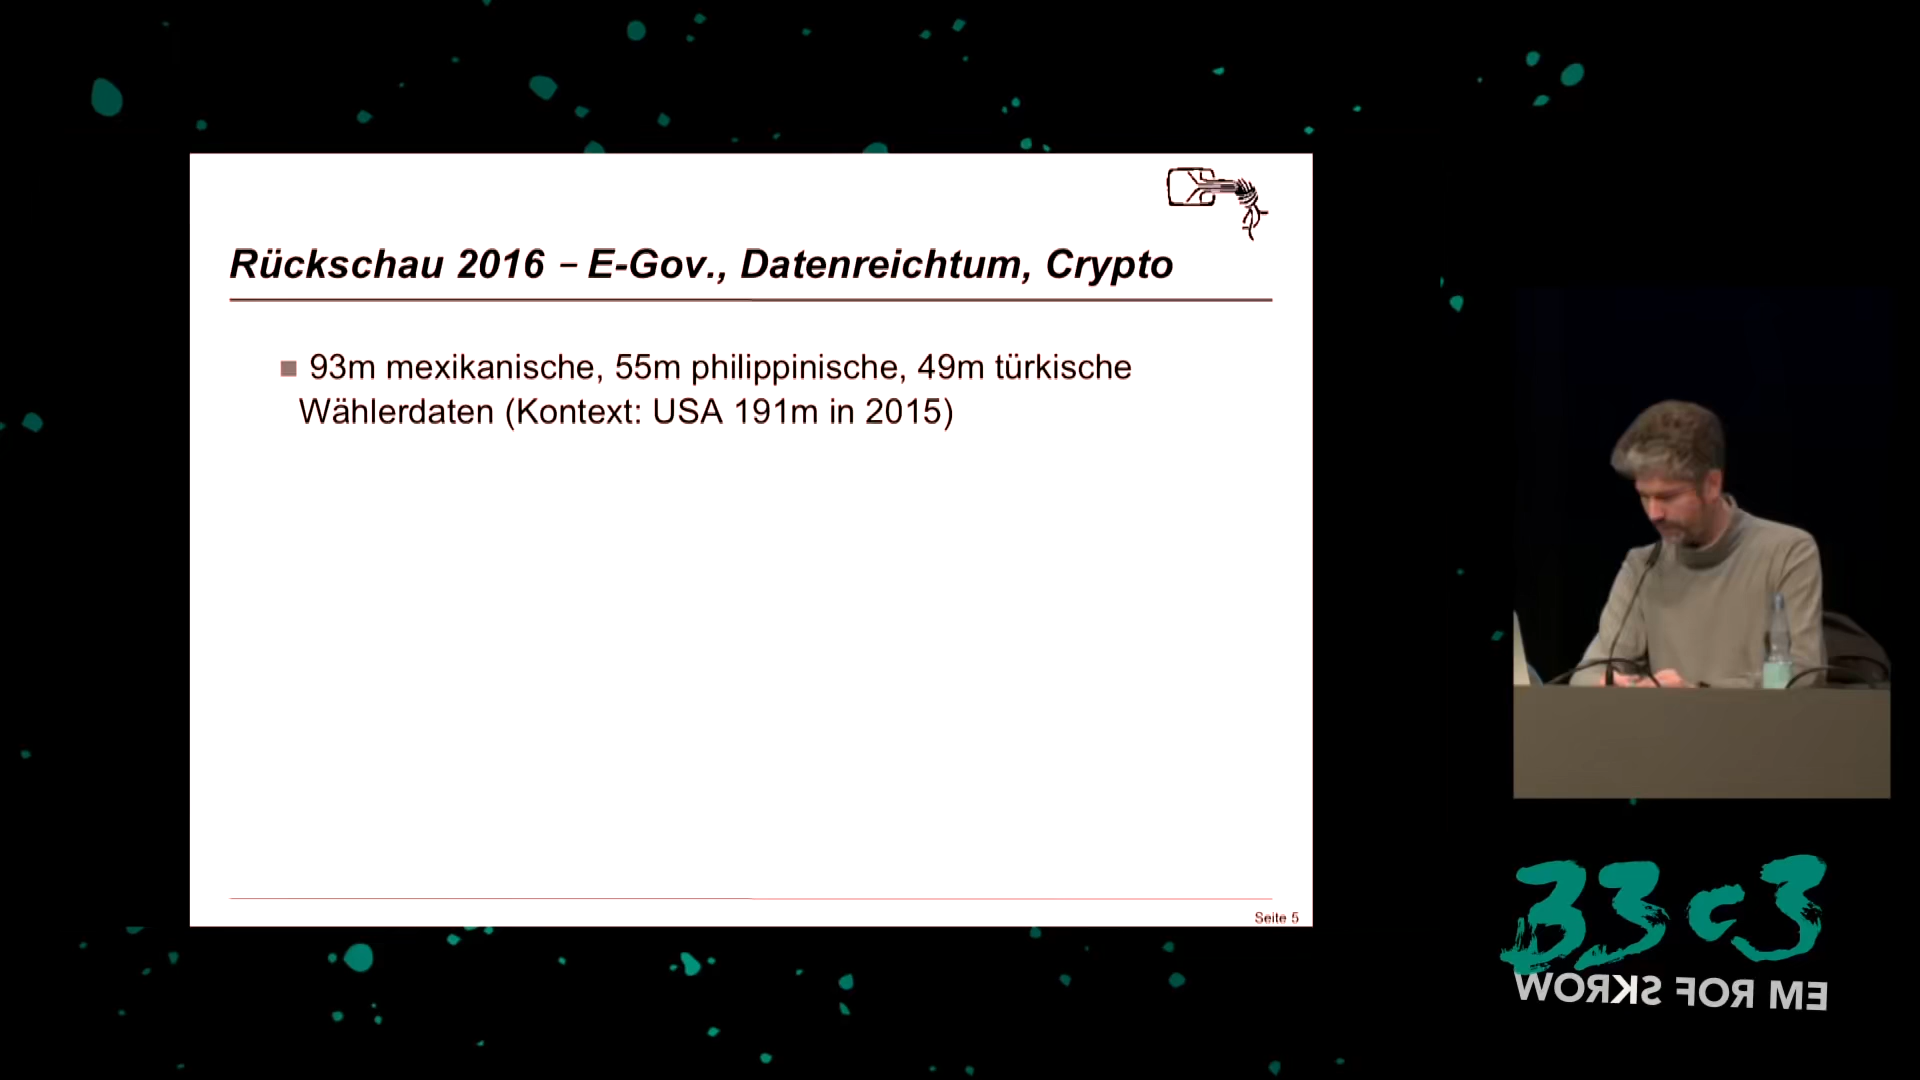 Rückschau 2016 – E-Gov., Datenreichtum, Crypto
■ 93m mexikanische, 55m philippinische, 49m türkische
Wählerdaten (Kontext: USA 191m in 2015)
Seite 5
33c3
WORKS FOR ME